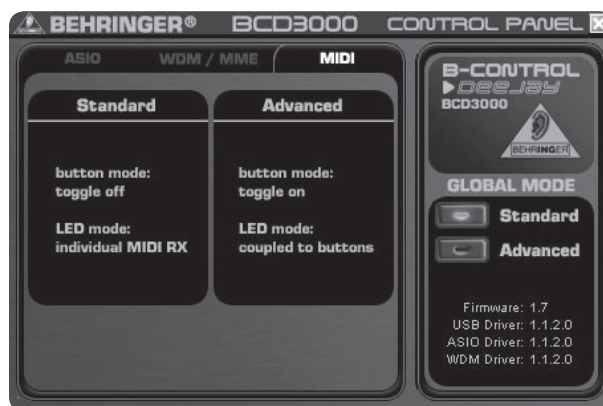 BEHRINGER® BCD3000 CONTROL PANEL X
ASIO WDM / MME MIDI
Standard
button mode:
toggle off
LED mode:
individual MIDI RX
Advanced
button mode:
toggle on
LED mode:
coupled to buttons
B-CONTROL
DEEJAY
BCD3000
BEHRINGER
GLOBAL MODE
Standard
Advanced
Firmware: 1.7
USB Driver: 1.1.2.0
ASIO Driver: 1.1.2.0
WDM Driver: 1.1.2.0